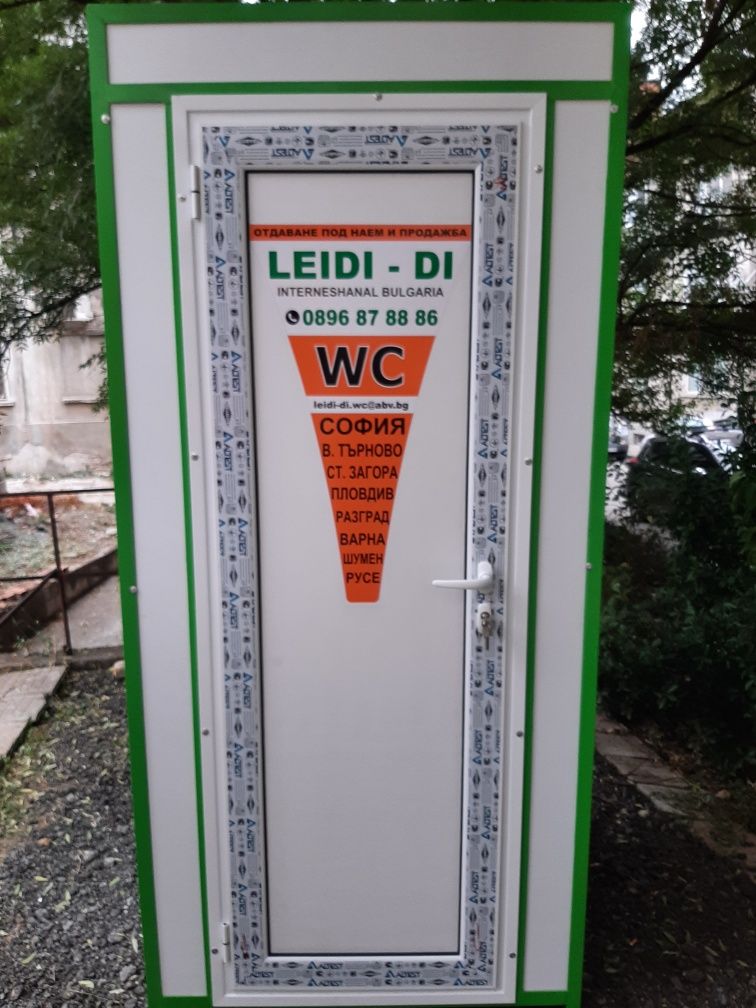 ALTEST
ОТДАВАНЕ ПОД НАЕМ И ПРОДАЖБА
LEIDI - DI
INTERNESHANAL BULGARIA
0896 87 88 86
WC
leidi-di.wc@abv.bg
СОФИЯ
В. ТЪРНОВО
СТ. ЗАГОРА
ПЛОВДИВ
РАЗГРАД
ВАРНА
ШУМЕН
РУСЕ